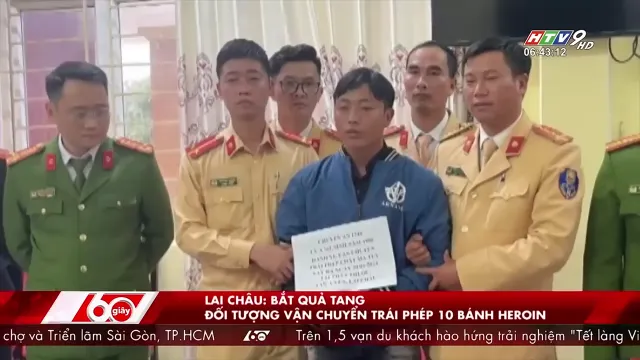 HTV9 HD
06:43:12
60 giây
LAI CHÂU: BẮT QUẢ TANG
ĐỐI TƯỢNG VẬN CHUYỂN TRÁI PHÉP 10 BÁNH HEROIN
chợ và Triển lãm Sài Gòn, TP.HCM
Trên 1,5 vạn du khách hào hứng trải nghiệm "Tết làng Vi